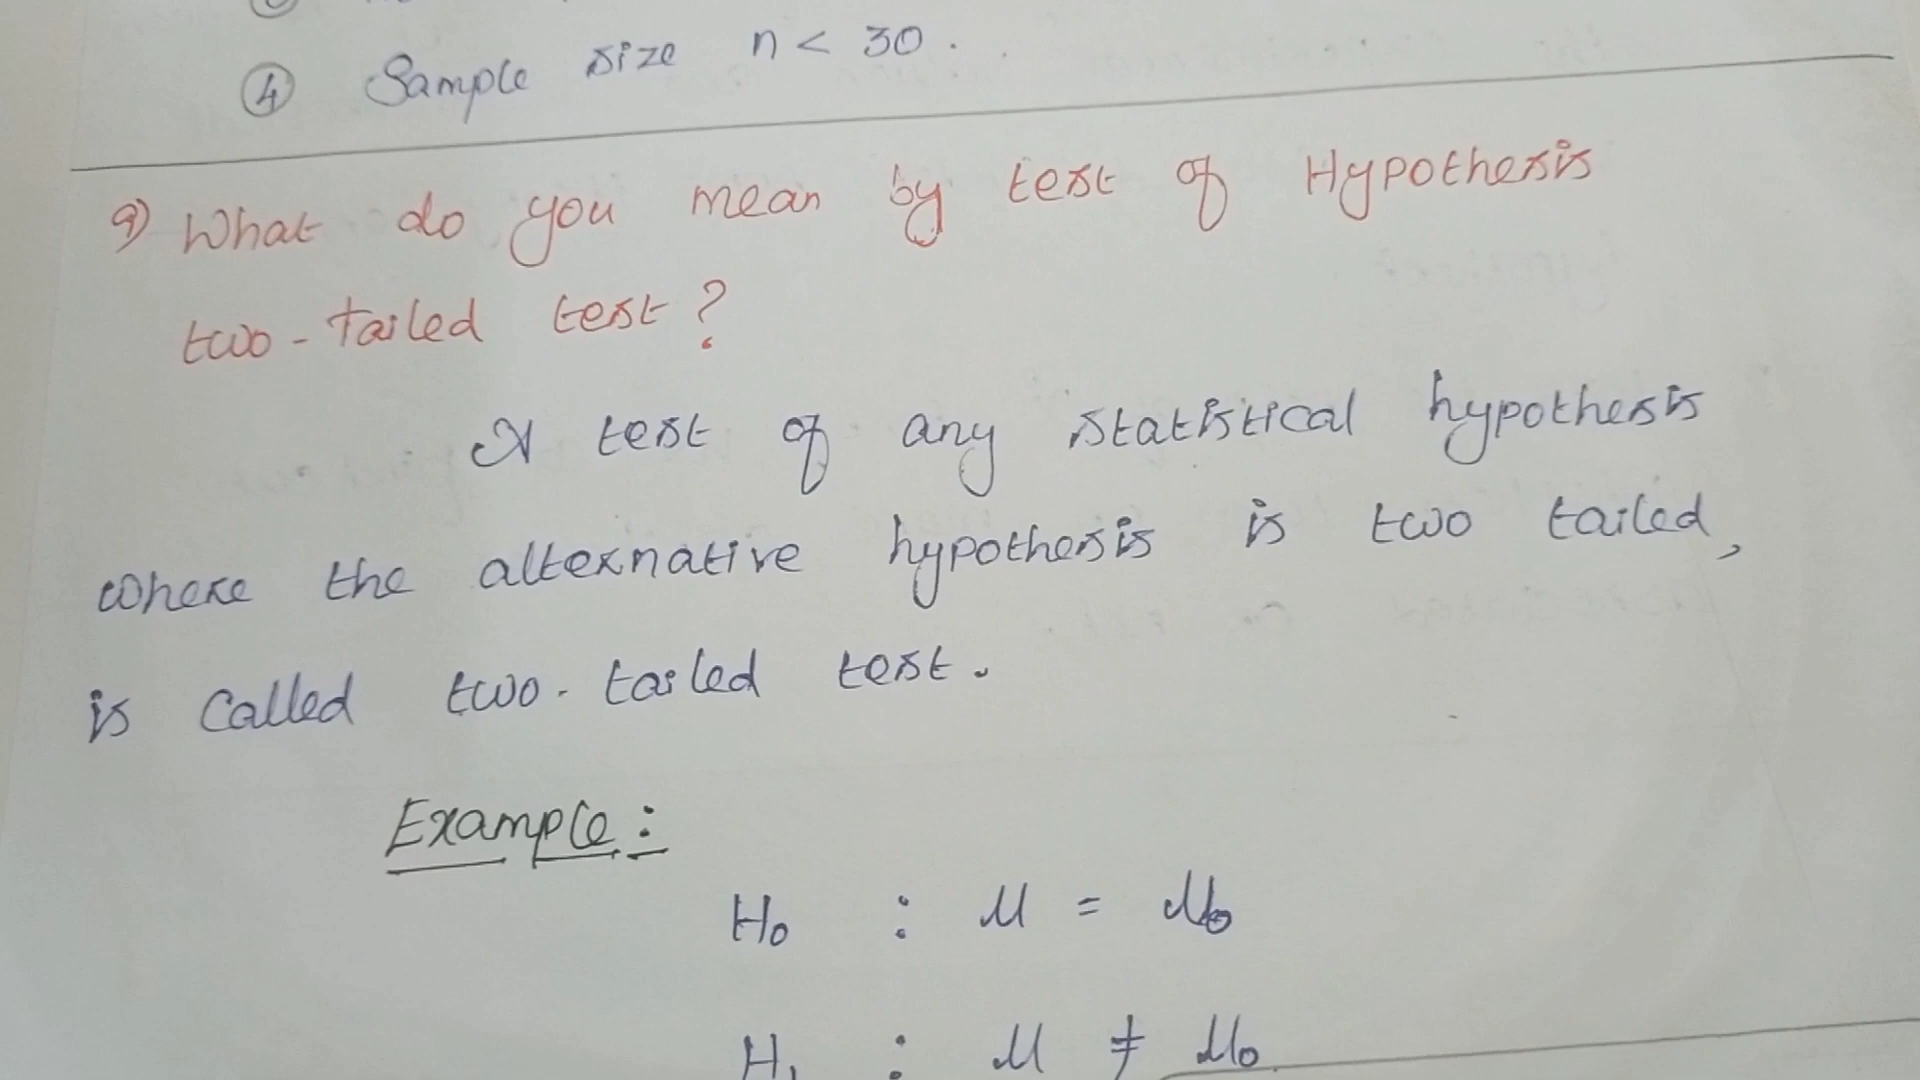 ④ Sample size n < 30.
9) What do you mean by test of Hypothesis
two-tailed test?
A test of any statistical hypothesis
where the alternative hypothesis is two tailed,
is called two-tailed test.
Example:
H₀ : μ = μ₀
H₁ : μ ≠ μ₀